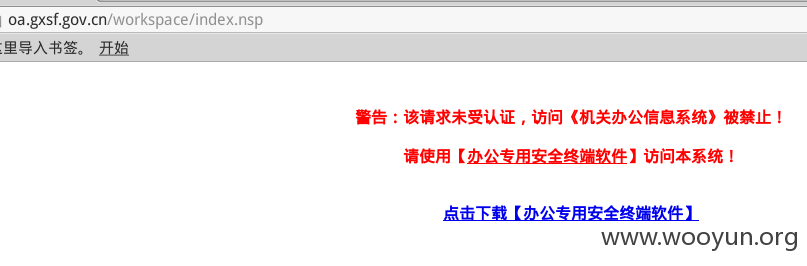 oa.gxsf.gov.cn/workspace/index.nsp
里导入书签。 开始
警告：该请求未受认证，访问《机关办公信息系统》被禁止！
请使用【办公专用安全终端软件】访问本系统！
点击下载【办公专用安全终端软件】
www.wooyun.org